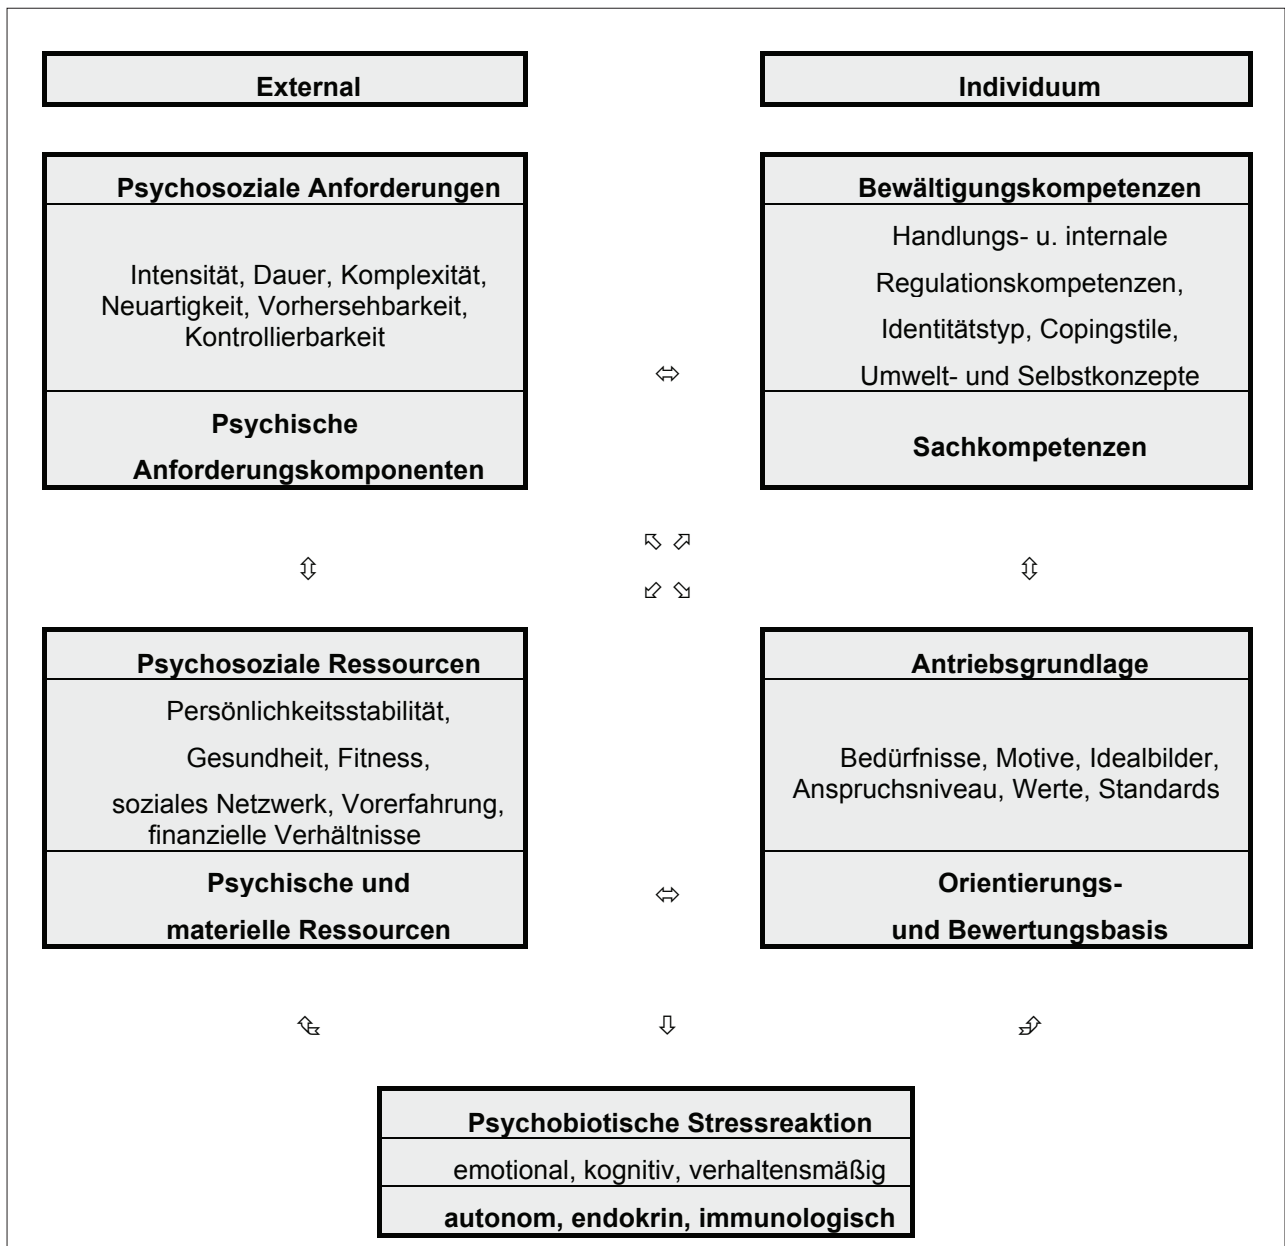 External
Individuum
Psychosoziale Anforderungen
Intensität, Dauer, Komplexität,
Neuartigkeit, Vorhersehbarkeit,
Kontrollierbarkeit
Psychische
Anforderungskomponenten
Bewältigungskompetenzen
Handlungs- u. internale
Regulationskompetenzen,
Identitätstyp, Copingstile,
Umwelt- und Selbstkonzepte
Sachkompetenzen
Psychosoziale Ressourcen
Persönlichkeitsstabilität,
Gesundheit, Fitness,
soziales Netzwerk, Vorerfahrung,
finanzielle Verhältnisse
Psychische und
materielle Ressourcen
Antriebsgrundlage
Bedürfnisse, Motive, Idealbilder,
Anspruchsniveau, Werte, Standards
Orientierungs-
und Bewertungsbasis
Psychobiotische Stressreaktion
emotional, kognitiv, verhaltensmäßig
autonom, endokrin, immunologisch